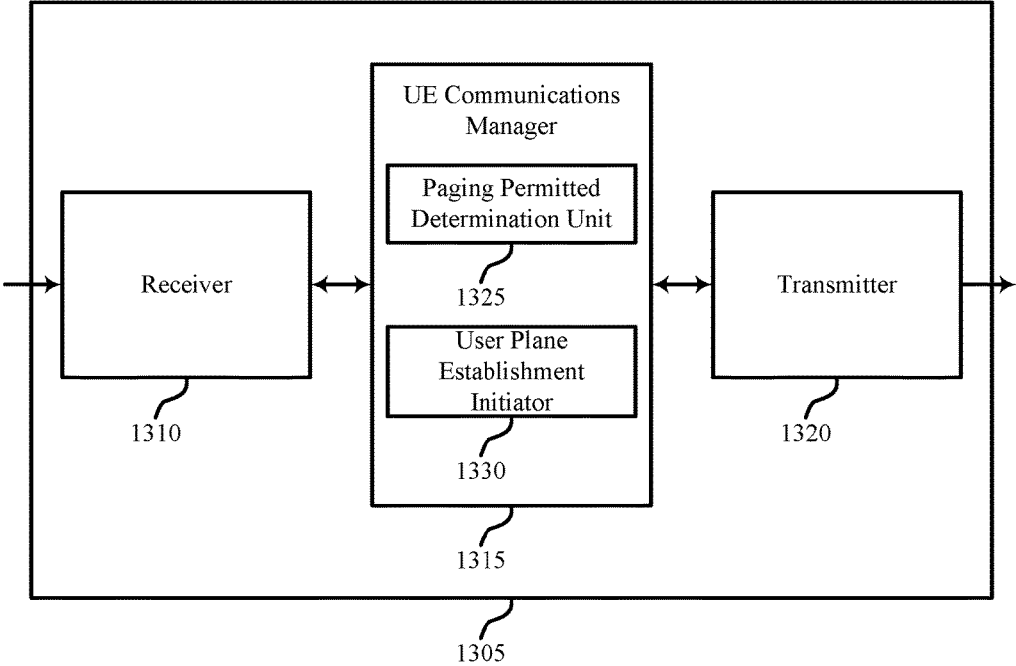 UE Communications
Manager
Paging Permitted
Determination Unit
1325
User Plane
Establishment
Initiator
1330
1315
Receiver
1310
Transmitter
1320
1305